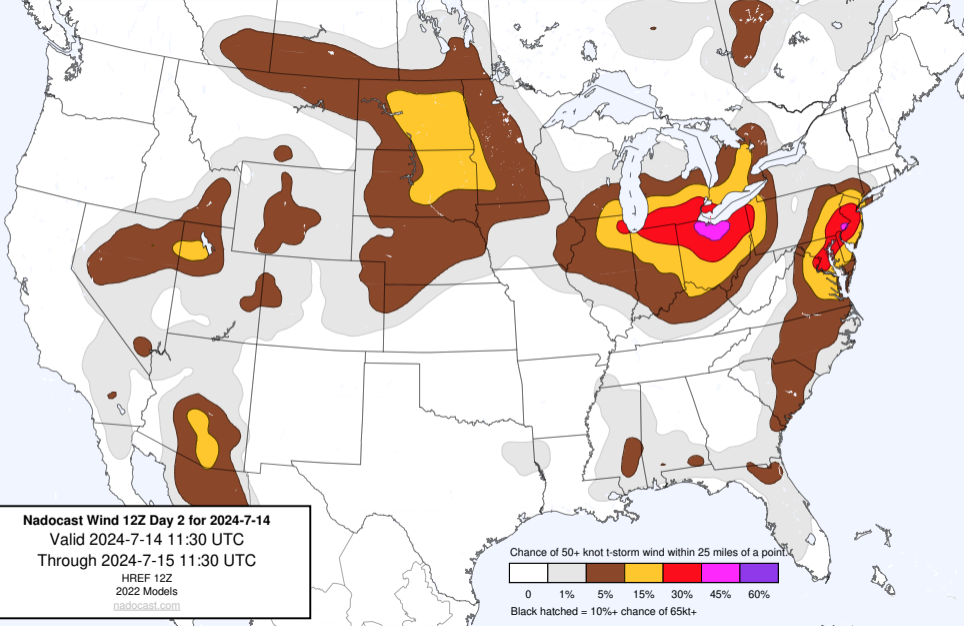 Nadocast Wind 12Z Day 2 for 2024-7-14
Valid 2024-7-14 11:30 UTC
Through 2024-7-15 11:30 UTC
HREF 12Z
2022 Models
nadocast.com
Chance of 50+ knot t-storm wind within 25 miles of a point.
0 1% 5% 15% 30% 45% 60%
Black hatched = 10%+ chance of 65kt+